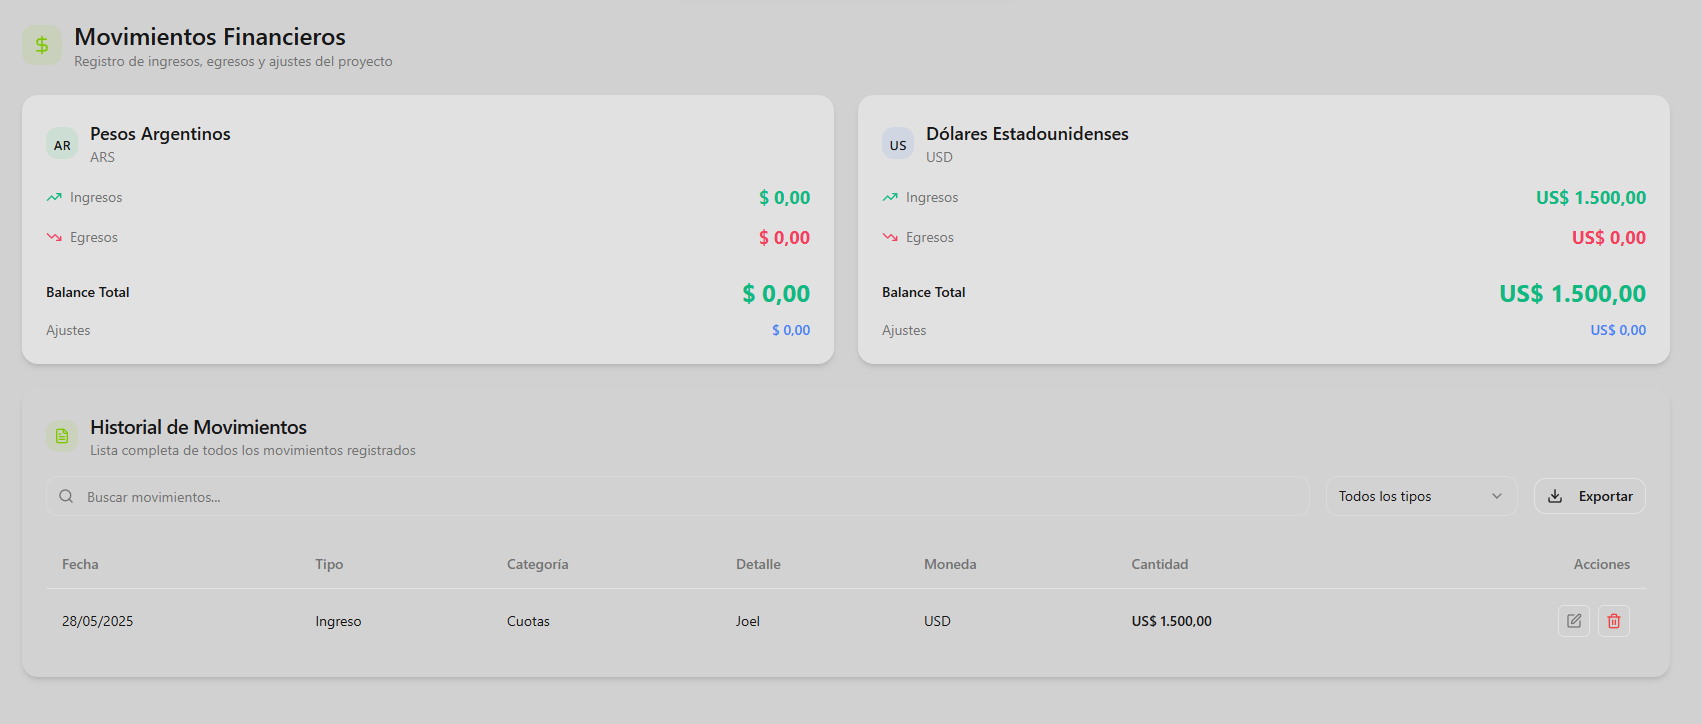 $
Movimientos Financieros
Registro de ingresos, egresos y ajustes del proyecto
AR
Pesos Argentinos
ARS
Ingresos $ 0,00
Egresos $ 0,00
Balance Total $ 0,00
Ajustes $ 0,00
US
Dólares Estadounidenses
USD
Ingresos US$ 1.500,00
Egresos US$ 0,00
Balance Total US$ 1.500,00
Ajustes US$ 0,00
Historial de Movimientos
Lista completa de todos los movimientos registrados
Buscar movimientos... Todos los tipos Exportar
Fecha Tipo Categoría Detalle Moneda Cantidad Acciones
28/05/2025 Ingreso Cuotas Joel USD US$ 1.500,00